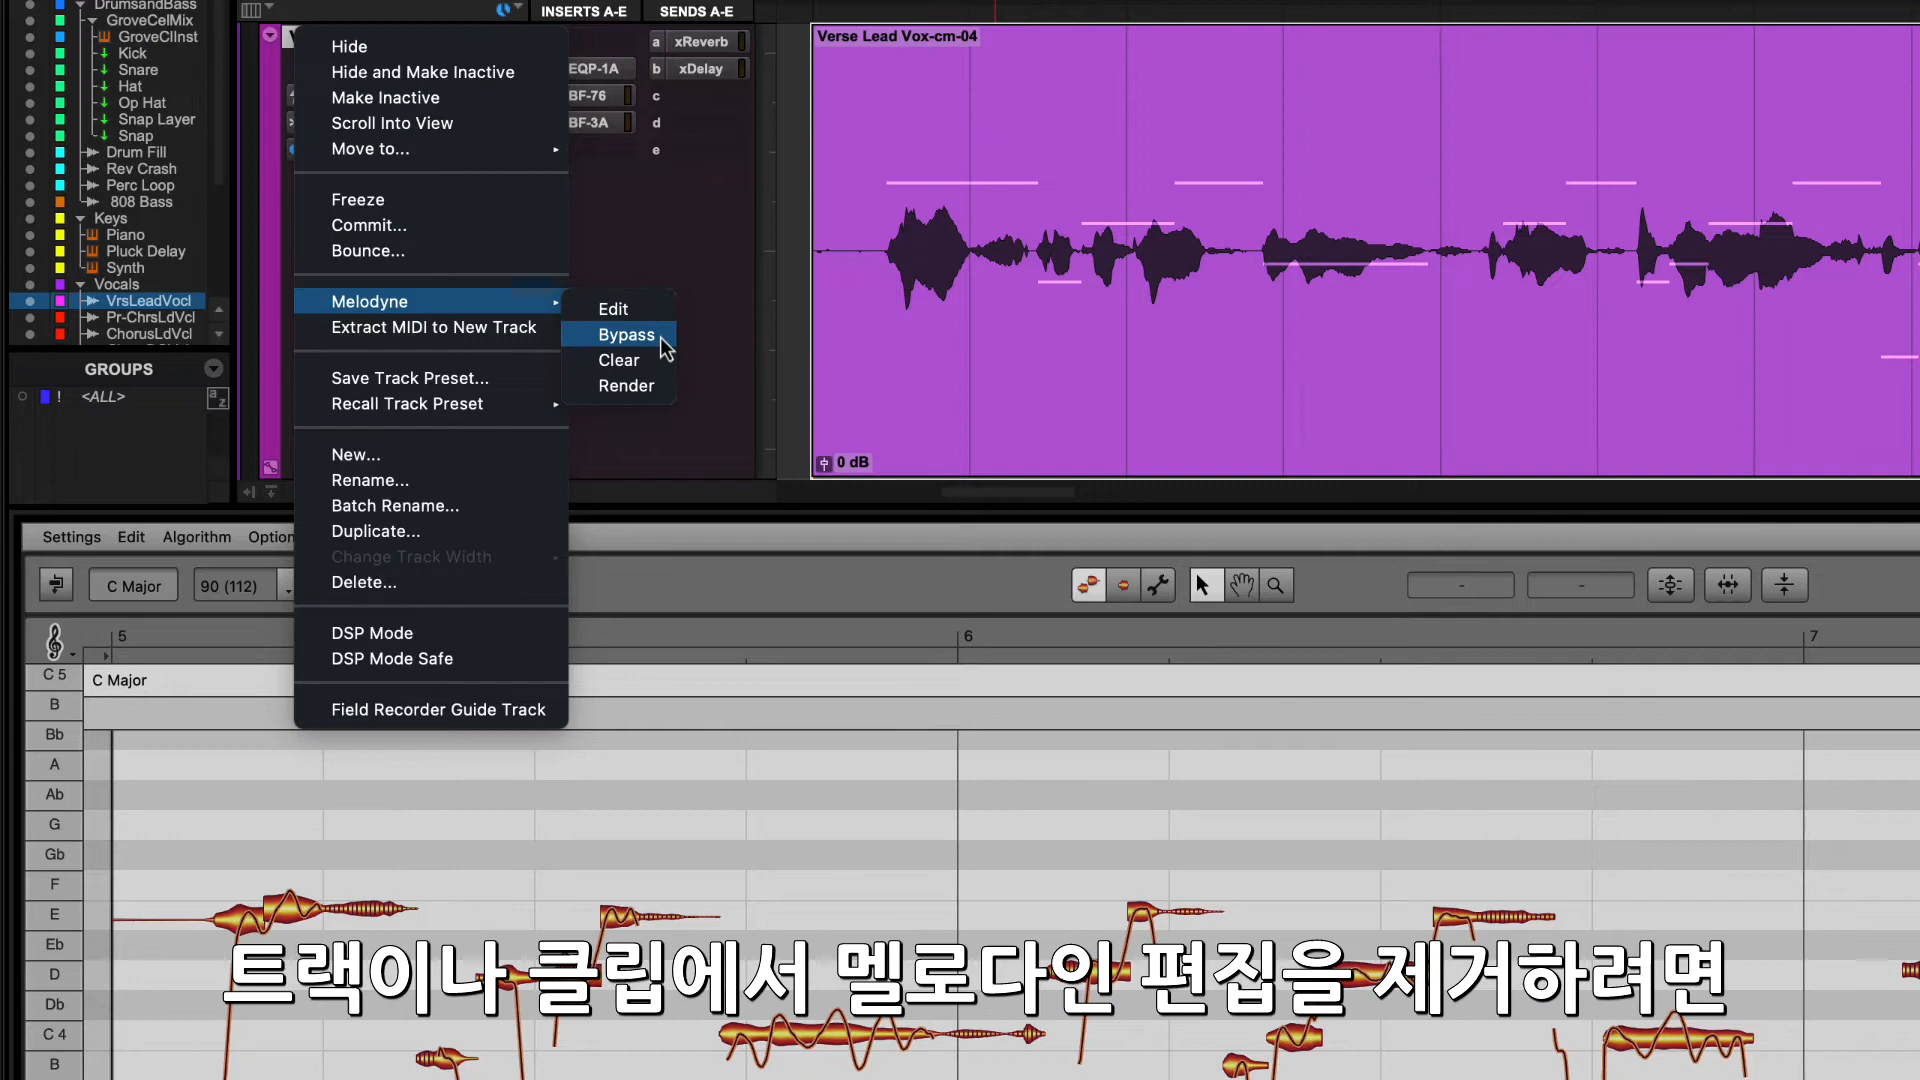 DrumsandBass
GroveCelMix
GroveClInst
Kick
Snare
Hat
Op Hat
Snap Layer
Snap
Drum Fill
Rev Crash
Perc Loop
808 Bass
Keys
Piano
Pluck Delay
Synth
Vocals
VrsLeadVocl
Pr-ChrsLdVcl
ChorusLdVcl
GROUPS
! <ALL>
a z
INSERTS A-E
SENDS A-E
EQP-1A
BF-76
BF-3A
a xReverb
b xDelay
c
d
e
Hide
Hide and Make Inactive
Make Inactive
Scroll Into View
Move to...
Freeze
Commit...
Bounce...
Melodyne
Extract MIDI to New Track
Save Track Preset...
Recall Track Preset
New...
Rename...
Batch Rename...
Duplicate...
Change Track Width
Delete...
DSP Mode
DSP Mode Safe
Field Recorder Guide Track
Edit
Bypass
Clear
Render
Verse Lead Vox-cm-04
0 dB
Settings Edit Algorithm Option
C Major 90 (112) - -
5 6 7
C 5
C Major
B
Bb
A
Ab
G
Gb
F
E
Eb
D
Db
C 4
B
트랙이나 클립에서 멜로다인 편집을 제거하려면